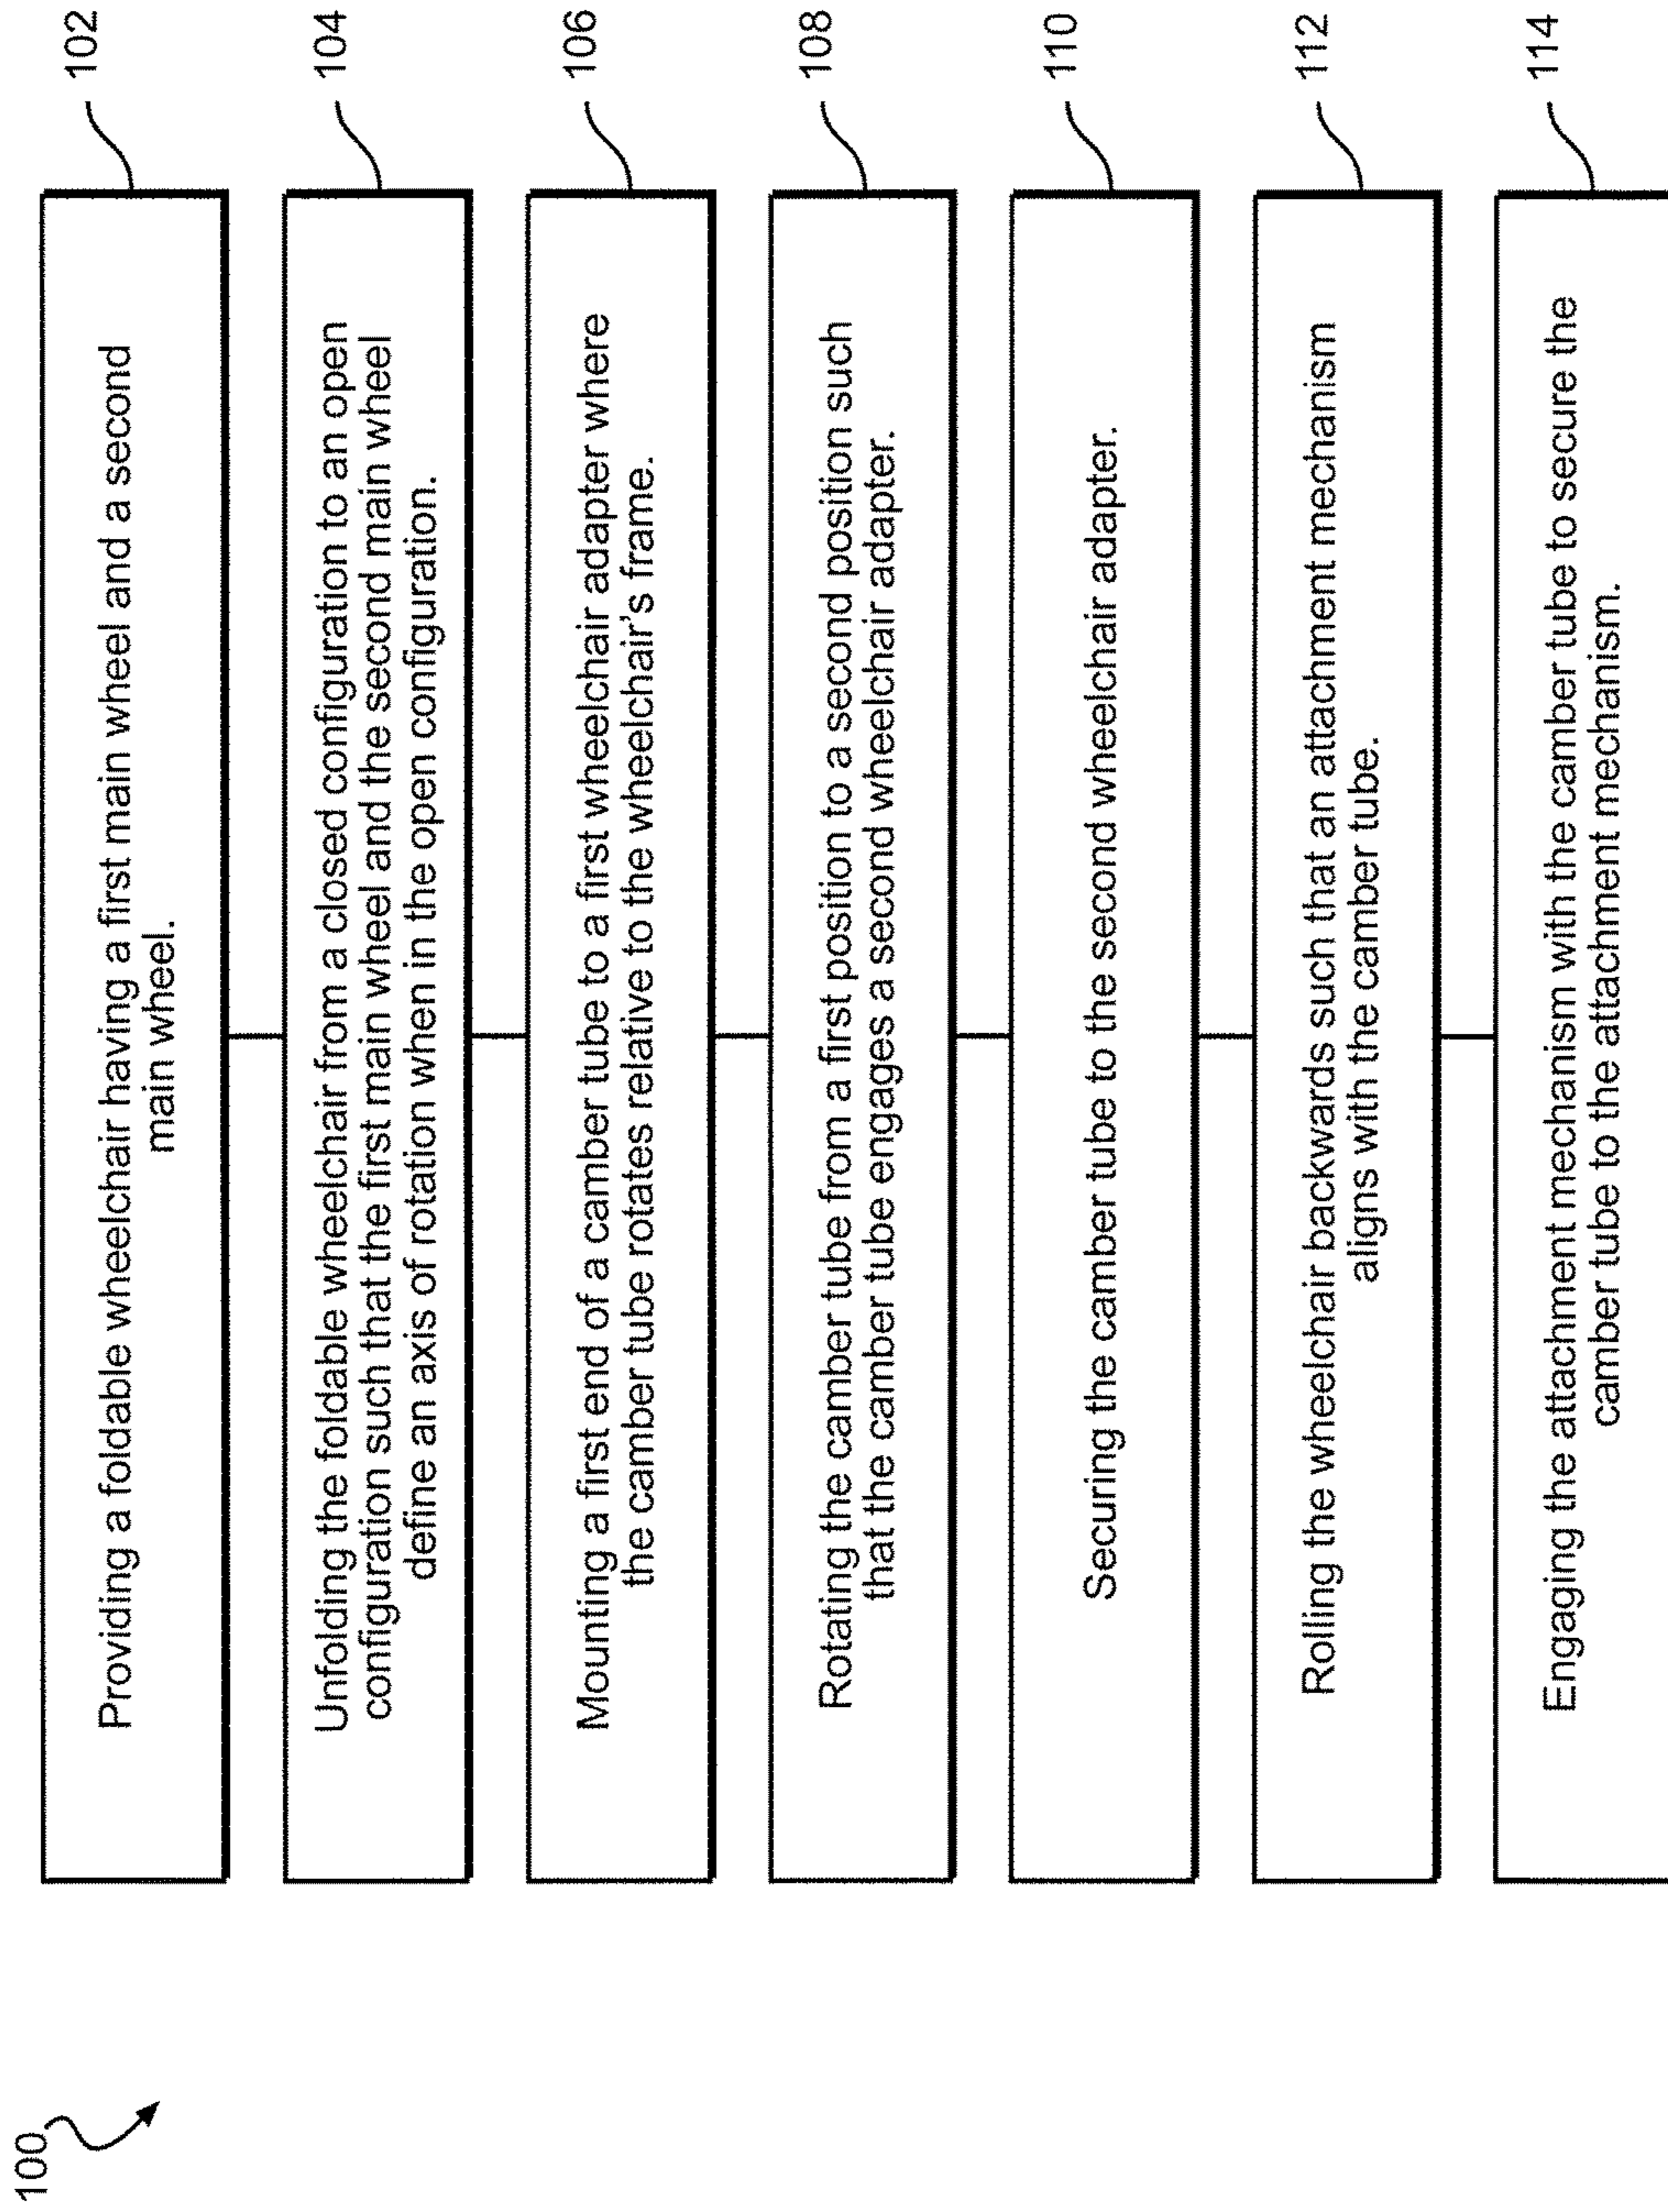 100
102
Providing a foldable wheelchair having a first main wheel and a second
main wheel.
104
Unfolding the foldable wheelchair from a closed configuration to an open
configuration such that the first main wheel and the second main wheel
define an axis of rotation when in the open configuration.
106
Mounting a first end of a camber tube to a first wheelchair adapter where
the camber tube rotates relative to the wheelchair's frame.
108
Rotating the camber tube from a first position to a second position such
that the camber tube engages a second wheelchair adapter.
110
Securing the camber tube to the second wheelchair adapter.
112
Rolling the wheelchair backwards such that an attachment mechanism
aligns with the camber tube.
114
Engaging the attachment mechanism with the camber tube to secure the
camber tube to the attachment mechanism.